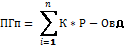 ПГп = ∑_{i=1}^{n} К * Р − Овд